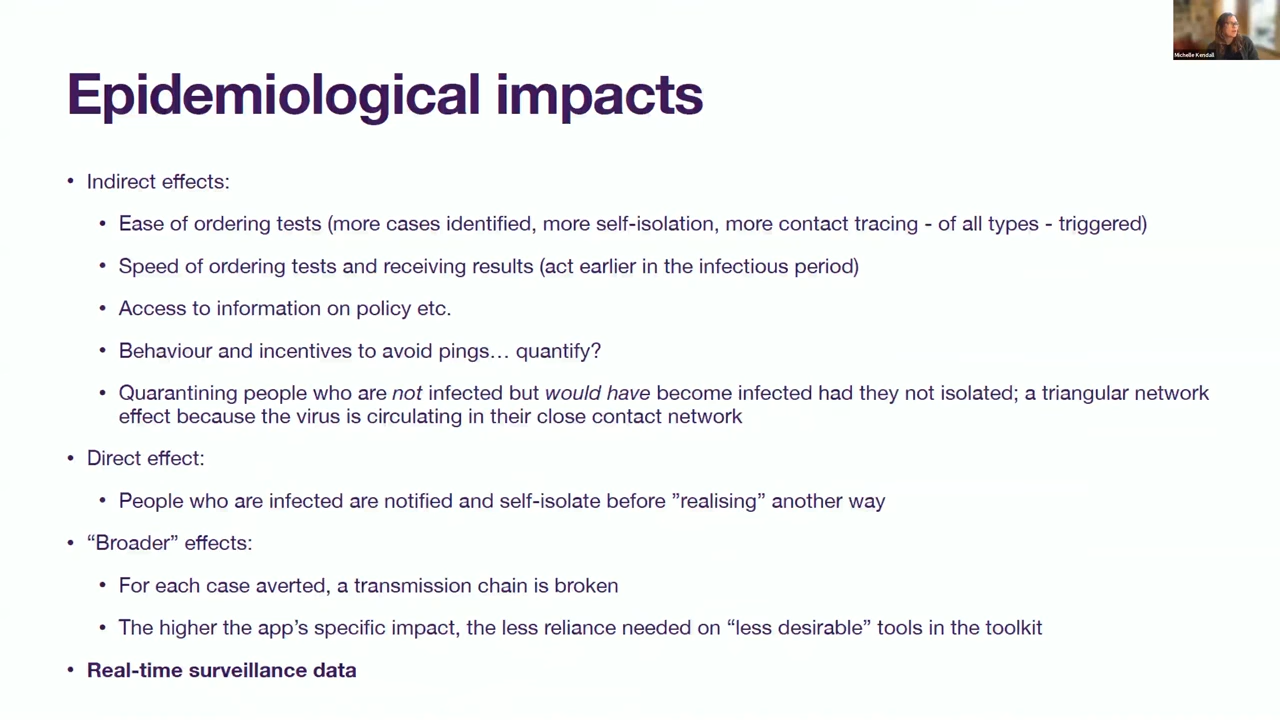 Michelle Kendall
Epidemiological impacts
• Indirect effects:
• Ease of ordering tests (more cases identified, more self-isolation, more contact tracing - of all types - triggered)
• Speed of ordering tests and receiving results (act earlier in the infectious period)
• Access to information on policy etc.
• Behaviour and incentives to avoid pings… quantify?
• Quarantining people who are not infected but would have become infected had they not isolated; a triangular network
effect because the virus is circulating in their close contact network
• Direct effect:
• People who are infected are notified and self-isolate before ”realising” another way
• “Broader” effects:
• For each case averted, a transmission chain is broken
• The higher the app’s specific impact, the less reliance needed on “less desirable” tools in the toolkit
• Real-time surveillance data